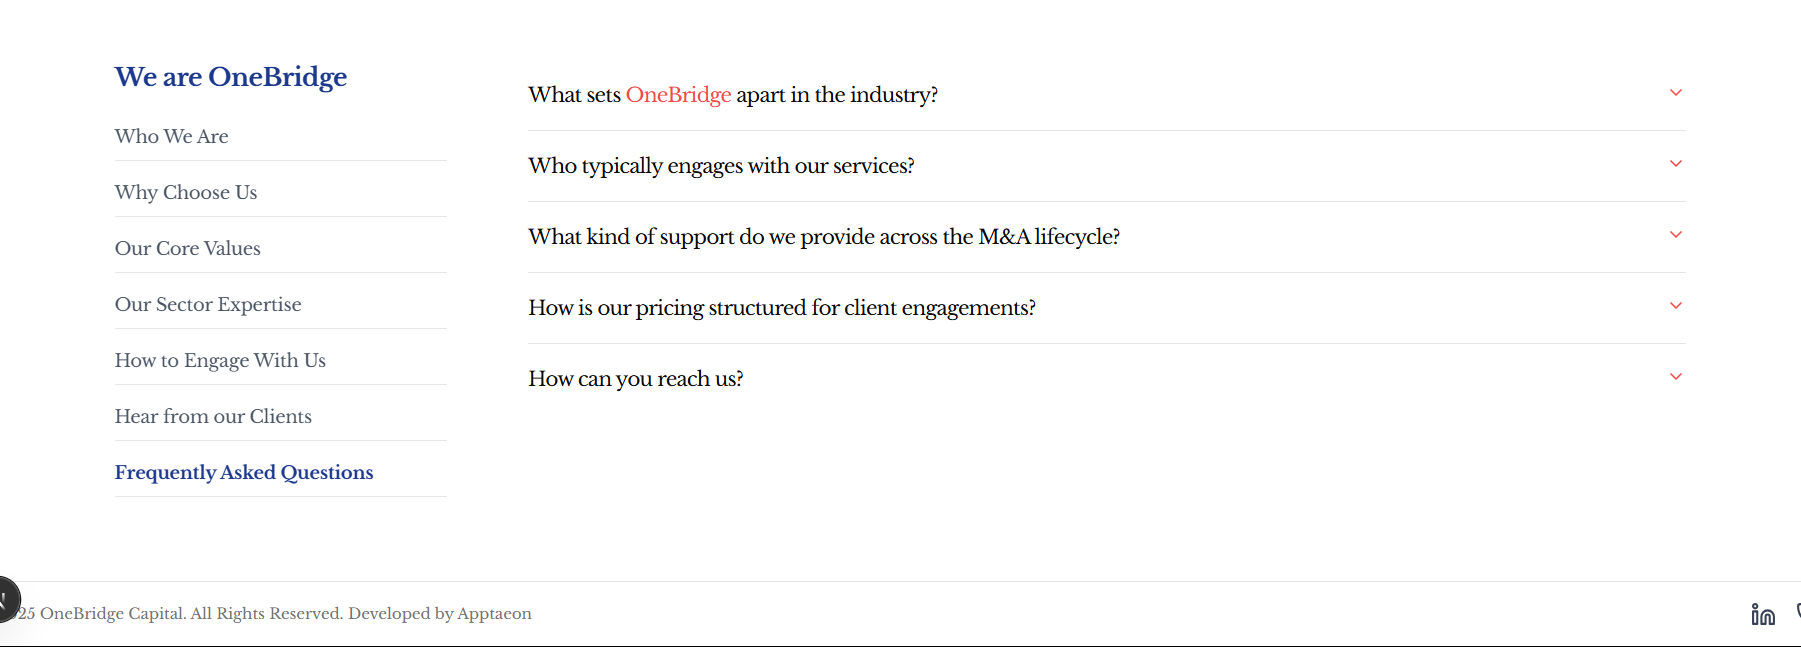 We are OneBridge
Who We Are
Why Choose Us
Our Core Values
Our Sector Expertise
How to Engage With Us
Hear from our Clients
Frequently Asked Questions
What sets OneBridge apart in the industry?
Who typically engages with our services?
What kind of support do we provide across the M&A lifecycle?
How is our pricing structured for client engagements?
How can you reach us?
25 OneBridge Capital. All Rights Reserved. Developed by Apptaeon
in